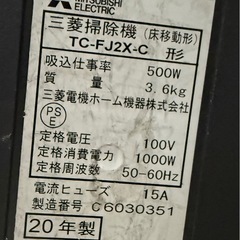 MITSUBISHI
ELECTRIC
三菱掃除機（床移動形）
TC-FJ2X-C 形
吸込仕事率 500W
質量 3.6kg
三菱電機ホーム機器株式会社
PS
E
定格電圧 100V
定格消費電力 1000W
定格周波数 50-60Hz
電流ヒューズ 15A
製造番号 C6030351
20年製